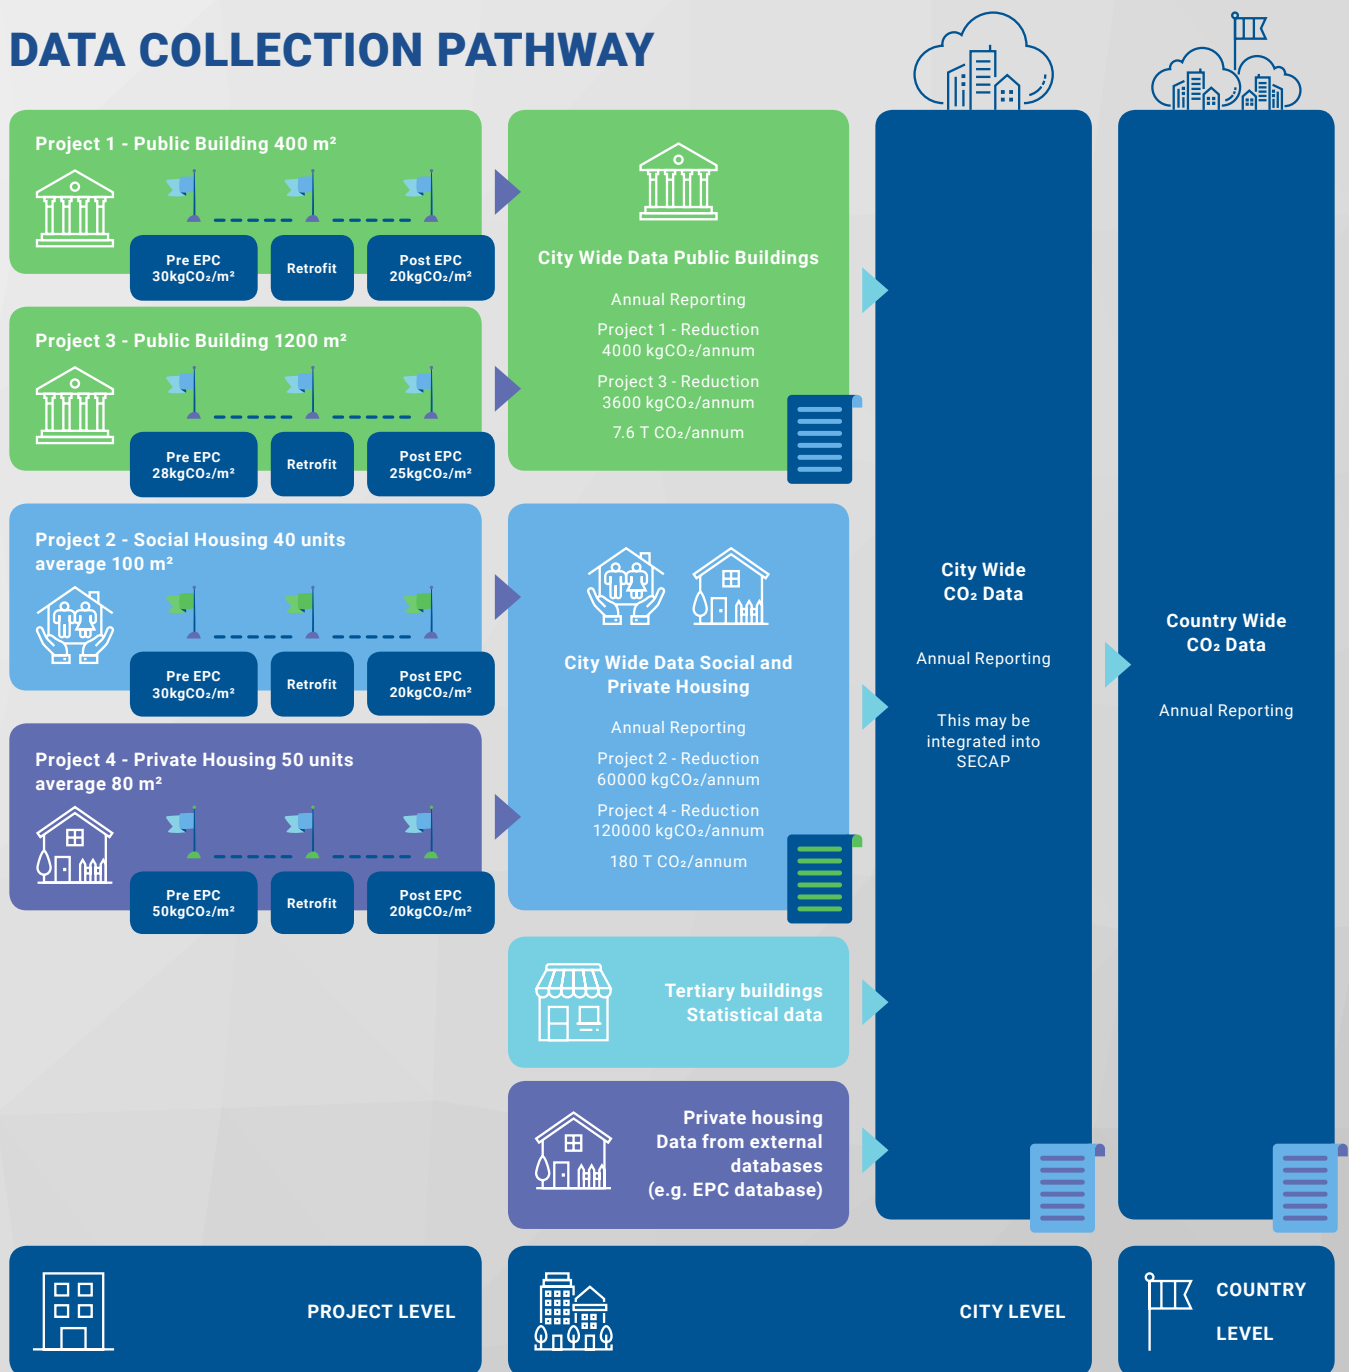 DATA COLLECTION PATHWAY
Project 1 - Public Building 400 m²
Pre EPC
30kgCO₂/m²
Retrofit
Post EPC
20kgCO₂/m²
Project 3 - Public Building 1200 m²
Pre EPC
28kgCO₂/m²
Retrofit
Post EPC
25kgCO₂/m²
Project 2 - Social Housing 40 units
average 100 m²
Pre EPC
30kgCO₂/m²
Retrofit
Post EPC
20kgCO₂/m²
Project 4 - Private Housing 50 units
average 80 m²
Pre EPC
50kgCO₂/m²
Retrofit
Post EPC
20kgCO₂/m²
City Wide Data Public Buildings
Annual Reporting
Project 1 - Reduction
4000 kgCO₂/annum
Project 3 - Reduction
3600 kgCO₂/annum
7.6 T CO₂/annum
City Wide Data Social and
Private Housing
Annual Reporting
Project 2 - Reduction
60000 kgCO₂/annum
Project 4 - Reduction
120000 kgCO₂/annum
180 T CO₂/annum
Tertiary buildings
Statistical data
Private housing
Data from external
databases
(e.g. EPC database)
City Wide
CO₂ Data
Annual Reporting
This may be
integrated into
SECAP
Country Wide
CO₂ Data
Annual Reporting
PROJECT LEVEL
CITY LEVEL
COUNTRY
LEVEL